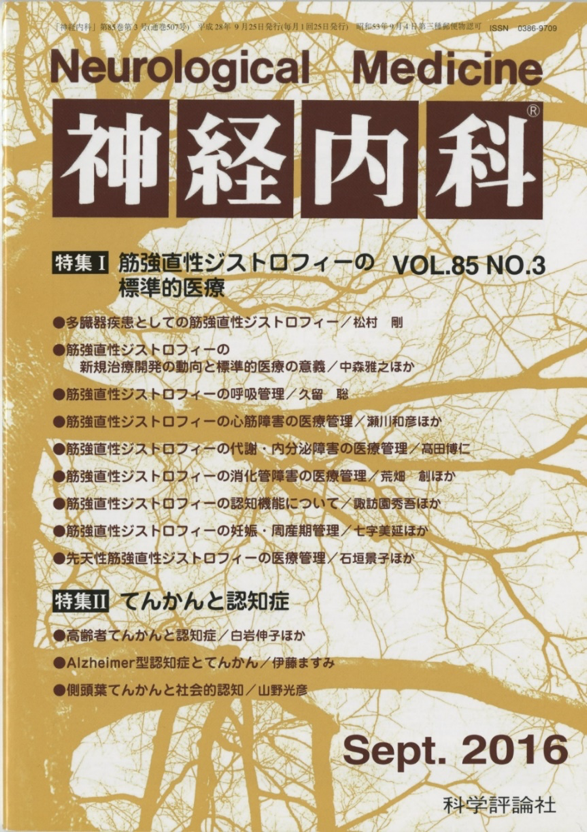 「神経内科」第85巻第3号(通巻507号) 平成28年 9月25日発行(毎月1回25日発行) 昭和53年9月4日第三種郵便物認可 ISSN 0386-9709
Neurological Medicine
神経内科®
特集Ⅰ 筋強直性ジストロフィーの VOL.85 NO.3
標準的医療
●多臓器疾患としての筋強直性ジストロフィー/松村 剛
●筋強直性ジストロフィーの
新規治療開発の動向と標準的医療の意義/中森雅之ほか
●筋強直性ジストロフィーの呼吸管理/久留 聡
●筋強直性ジストロフィーの心筋障害の医療管理/瀬川和彦ほか
●筋強直性ジストロフィーの代謝・内分泌障害の医療管理/高田博仁
●筋強直性ジストロフィーの消化管障害の医療管理/荒畑 創ほか
●筋強直性ジストロフィーの認知機能について/諏訪園秀吾ほか
●筋強直性ジストロフィーの妊娠・周産期管理/七字美延ほか
●先天性筋強直性ジストロフィーの医療管理/石垣景子ほか
特集Ⅱ てんかんと認知症
●高齢者てんかんと認知症/白岩伸子ほか
●Alzheimer型認知症とてんかん/伊藤ますみ
●側頭葉てんかんと社会的認知/山野光彦
Sept. 2016
科学評論社